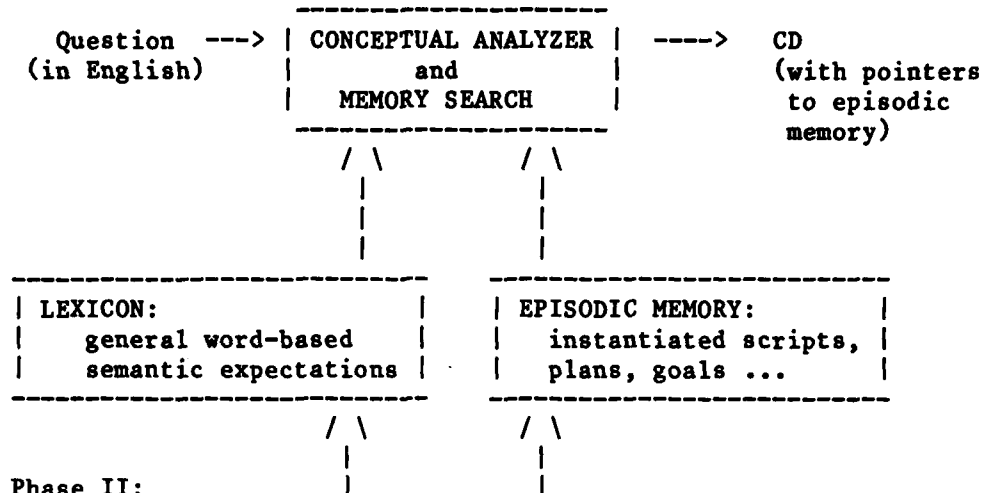 Question ---> | CONCEPTUAL ANALYZER | ----> CD
(in English) | and | (with pointers
| MEMORY SEARCH | to episodic
memory)
| LEXICON: | | EPISODIC MEMORY: |
| general word-based | | instantiated scripts, |
| semantic expectations | | plans, goals ... |
Phase II: